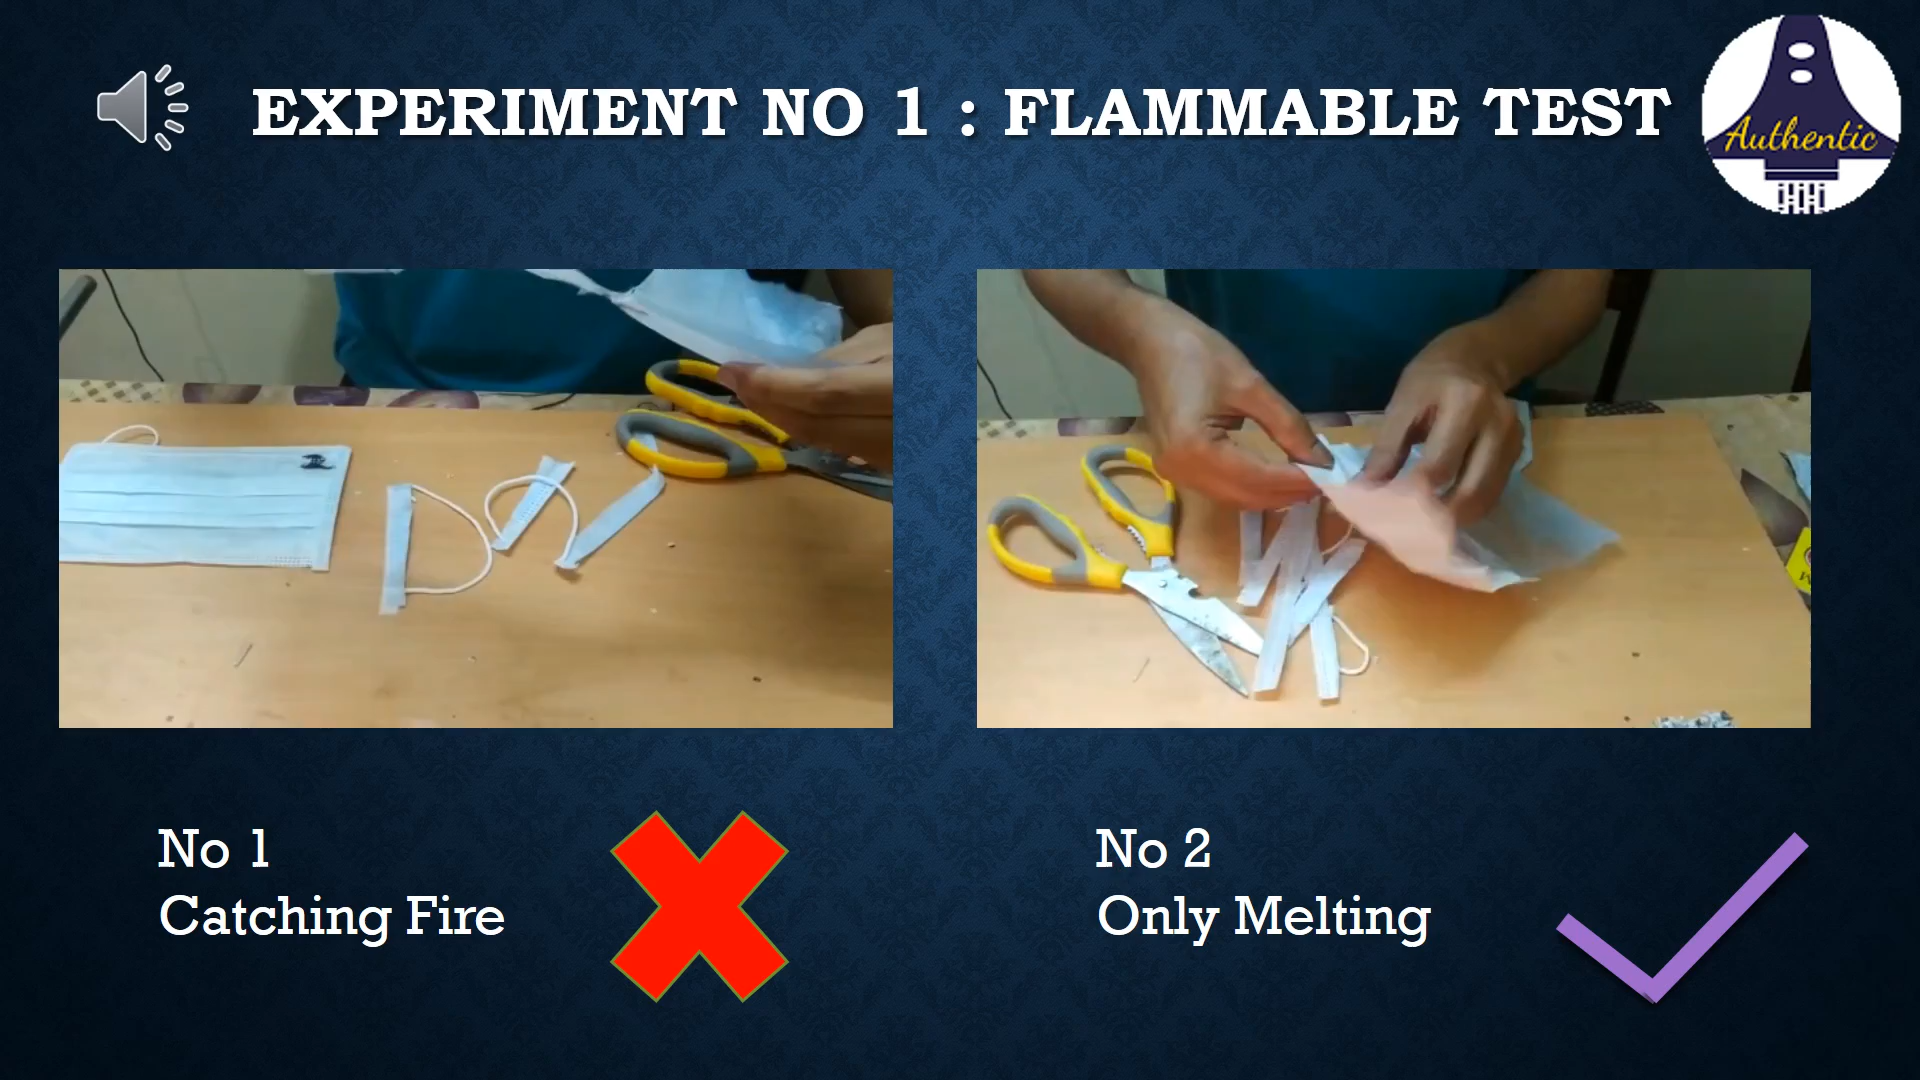 EXPERIMENT NO 1 : FLAMMABLE TEST
Authentic
No 1
Catching Fire
No 2
Only Melting